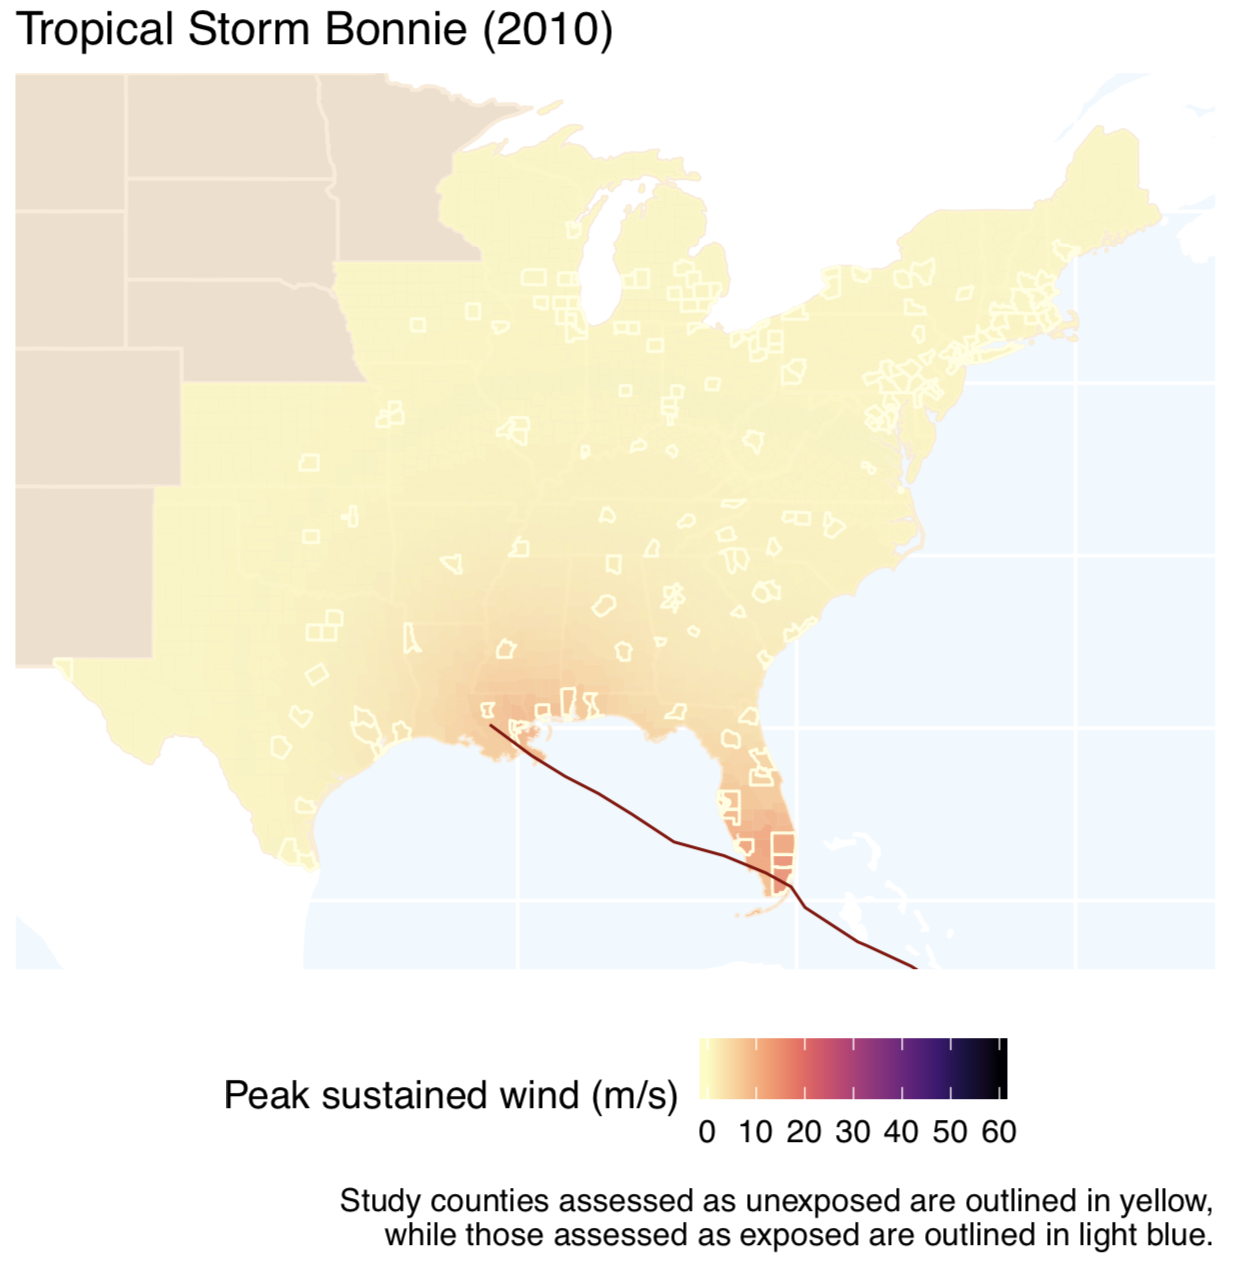 Tropical Storm Bonnie (2010)
Peak sustained wind (m/s)
0 10 20 30 40 50 60
Study counties assessed as unexposed are outlined in yellow,
while those assessed as exposed are outlined in light blue.